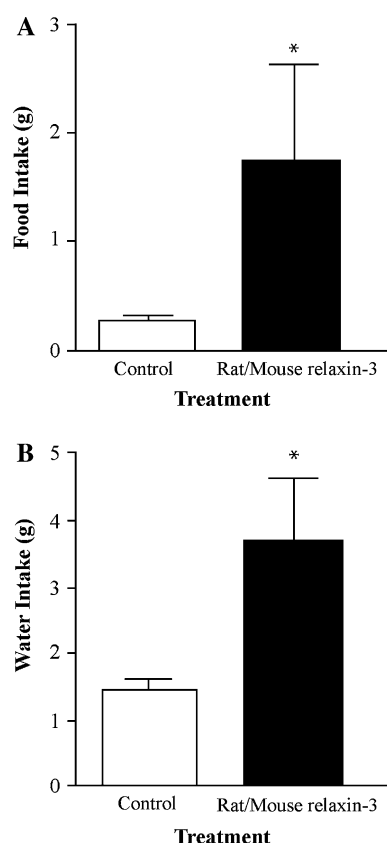 A
3
*
2
1
0
Food Intake (g)
Control Rat/Mouse relaxin-3
Treatment
B
5
*
4
3
2
1
0
Water Intake (g)
Control Rat/Mouse relaxin-3
Treatment